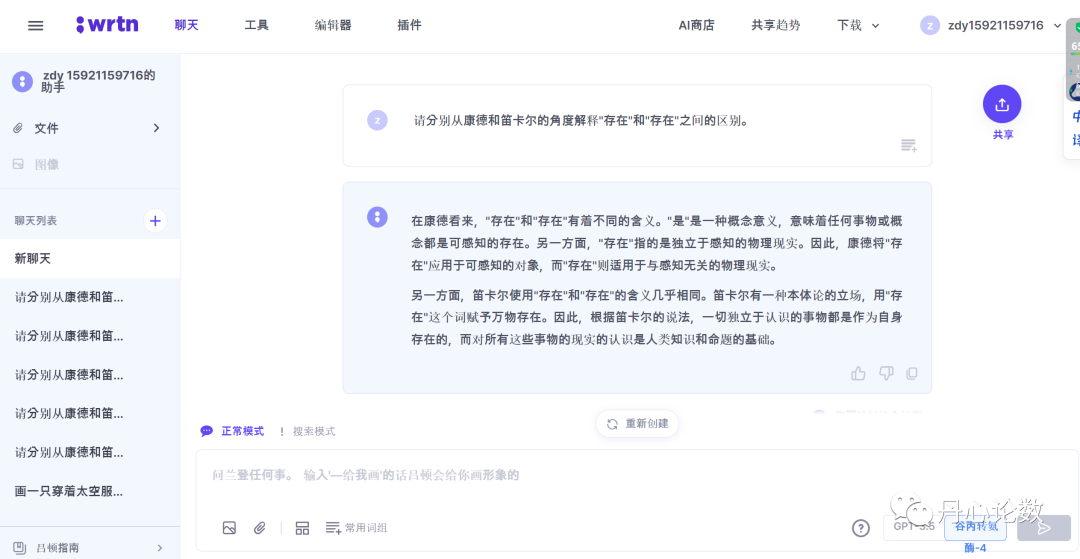 wrtn
聊天
工具
编辑器
插件
AI商店
共享趋势
下载
z
zdy15921159716
zdy 15921159716的
助手
文件
图像
聊天列表
新聊天
请分别从康德和笛...
请分别从康德和笛...
请分别从康德和笛...
请分别从康德和笛...
请分别从康德和笛...
画一只穿着太空服...
吕顿指南
z
请分别从康德和笛卡尔的角度解释"存在"和"存在"之间的区别。
共享
在康德看来，"存在"和"存在"有着不同的含义。"是"是一种概念意义，意味着任何事物或概
念都是可感知的存在。另一方面，"存在"指的是独立于感知的物理现实。因此，康德将"存
在"应用于可感知的对象，而"存在"则适用于与感知无关的物理现实。
另一方面，笛卡尔使用"存在"和"存在"的含义几乎相同。笛卡尔有一种本体论的立场，用"存
在"这个词赋予万物存在。因此，根据笛卡尔的说法，一切独立于认识的事物都是作为自身
存在的，而对所有这些事物的现实的认识是人类知识和命题的基础。
重新创建
正常模式
! 搜索模式
问兰登任何事。 输入'—给我画'的话吕顿会给你画形象的
常用词组
?
GPT-3.5
谷丙转氨
酶-4
丹心论数
译